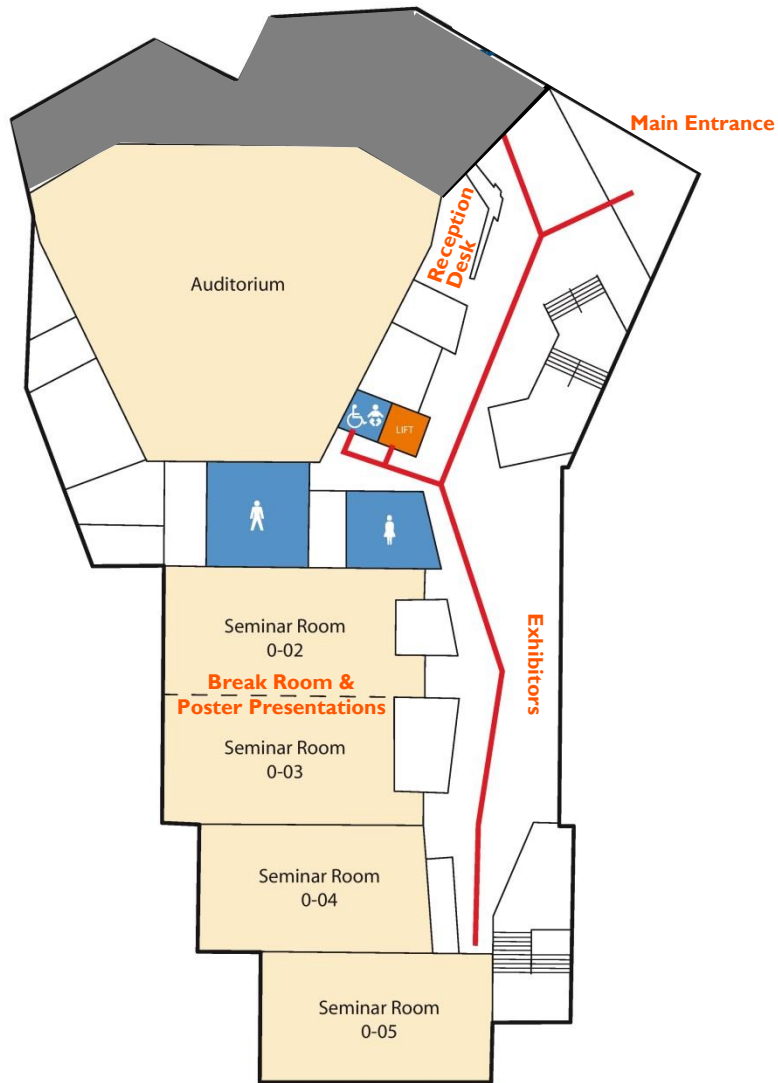 Main Entrance
Reception
Desk
Auditorium
LIFT
Seminar Room
0-02
Break Room &
Poster Presentations
Seminar Room
0-03
Exhibitors
Seminar Room
0-04
Seminar Room
0-05